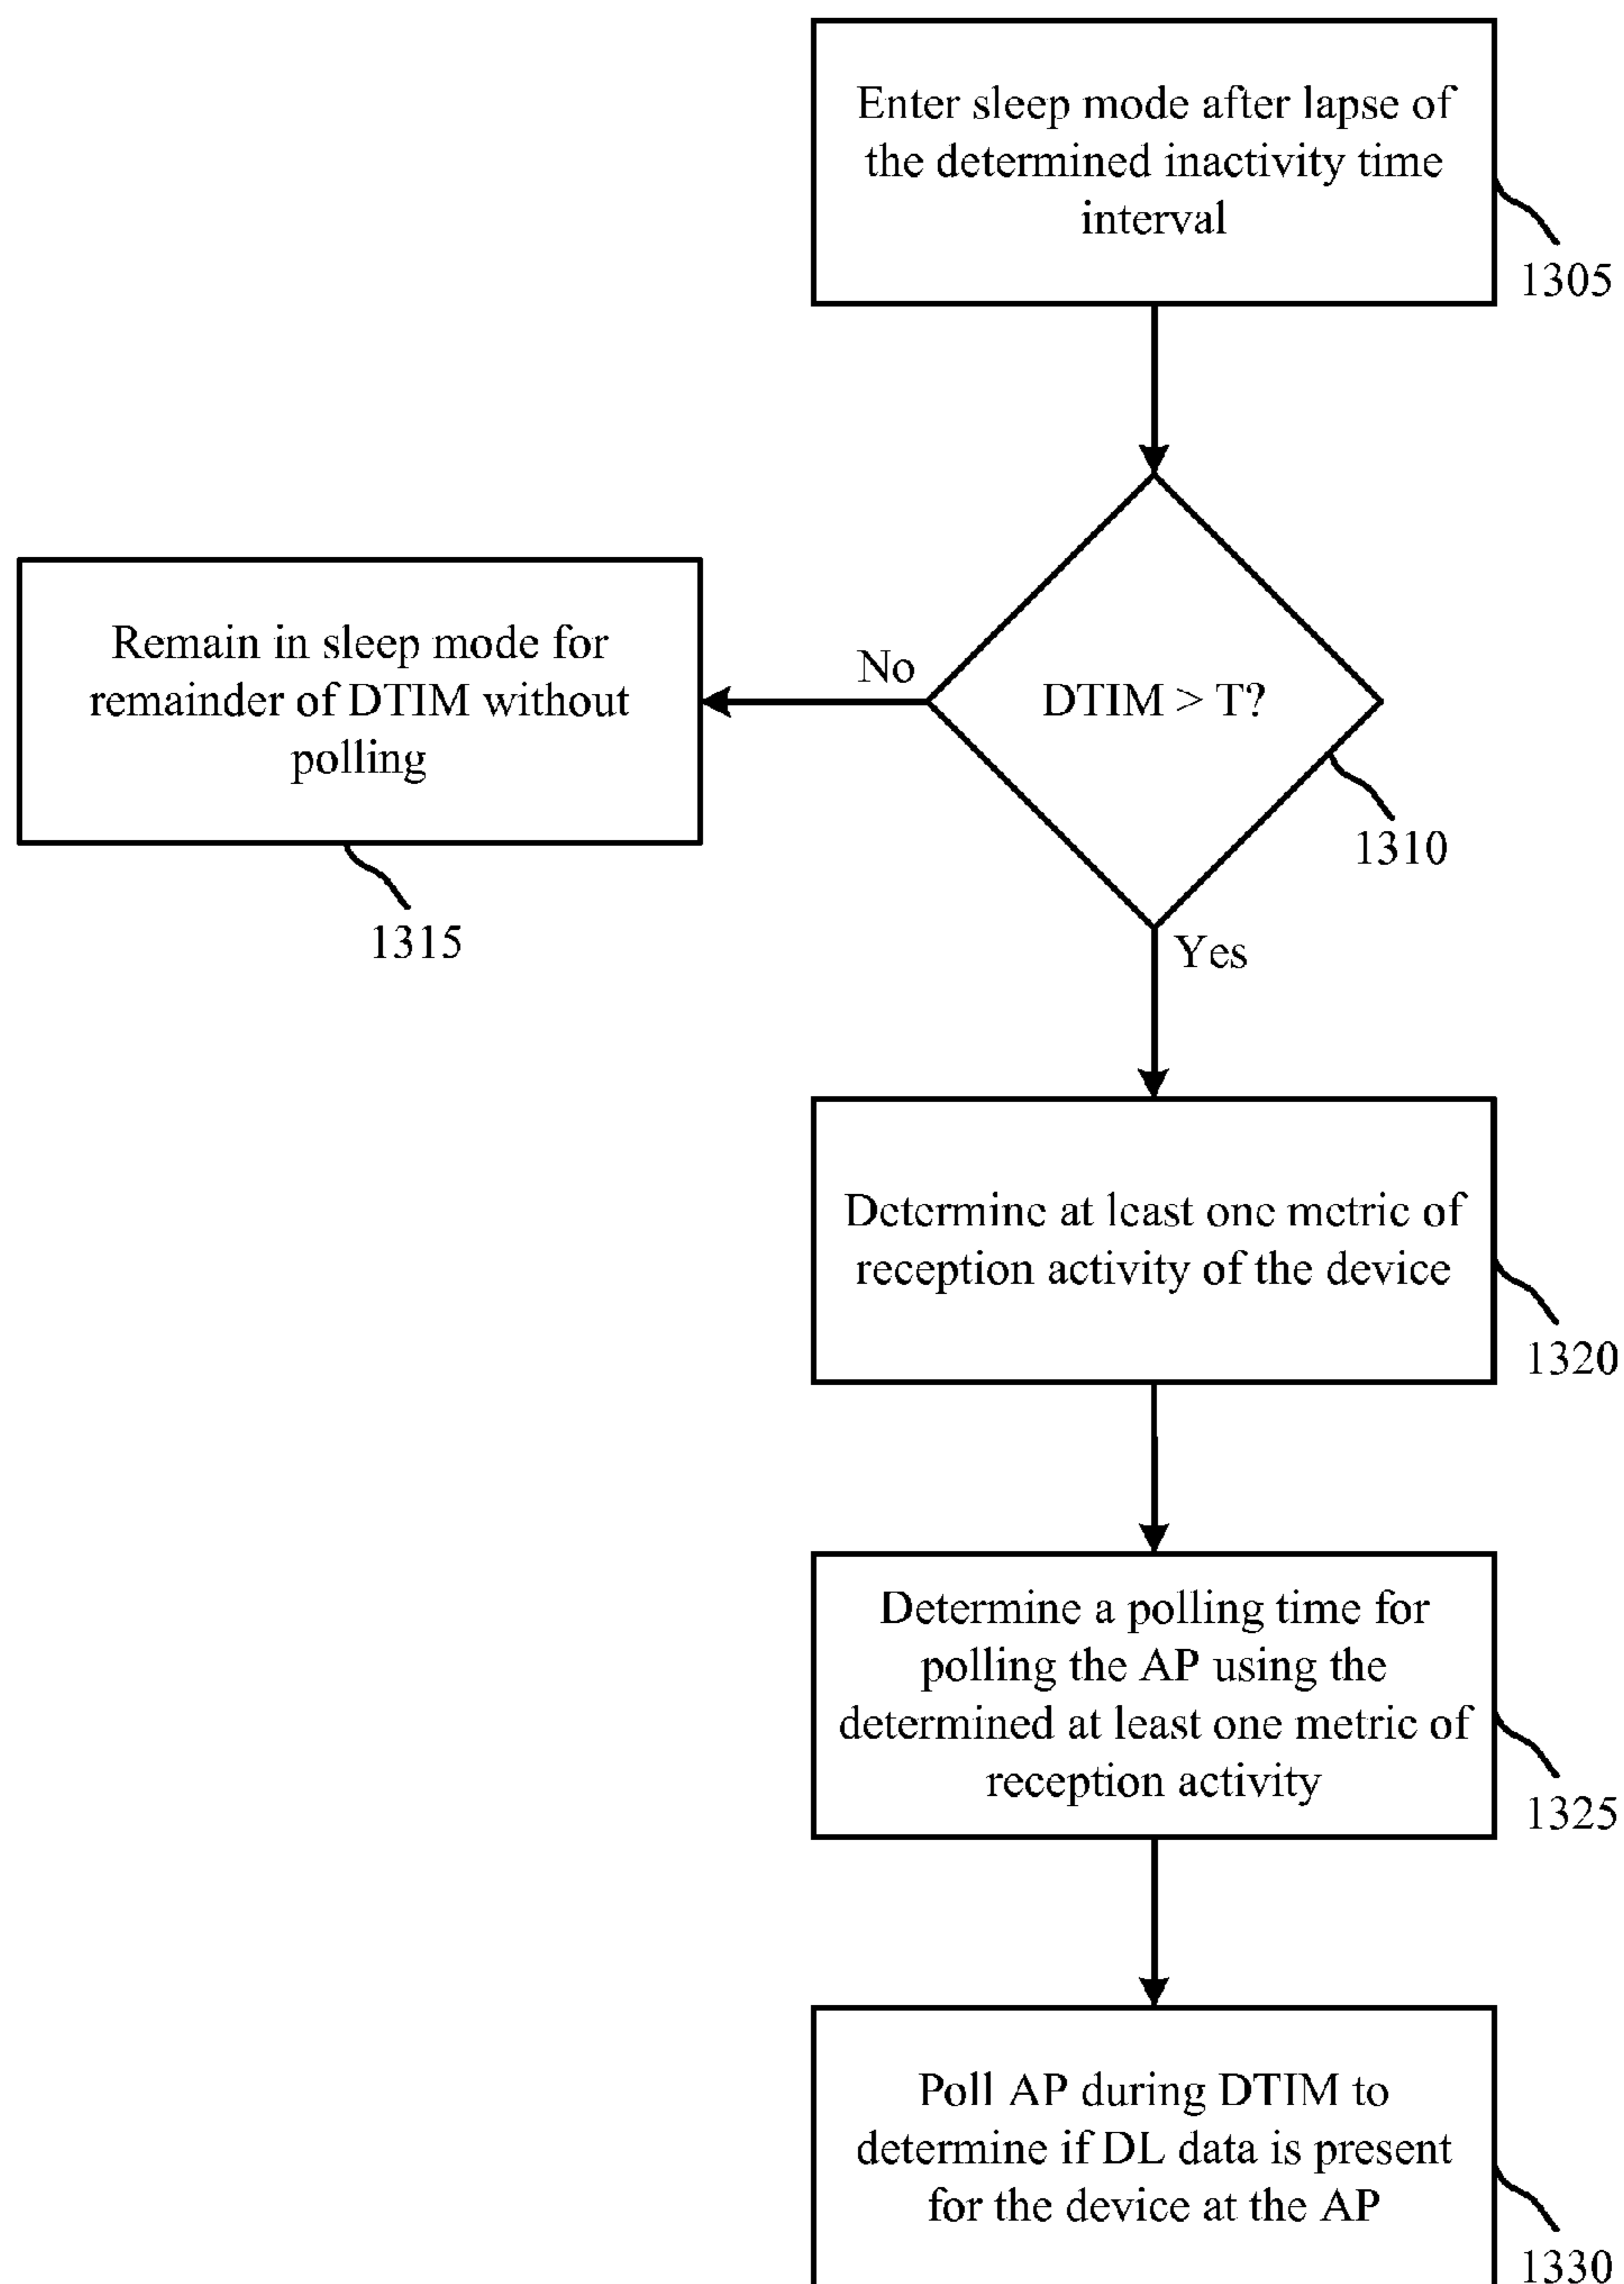 Enter sleep mode after lapse of
the determined inactivity time
interval
1305
Remain in sleep mode for
remainder of DTIM without
polling
1315
No
DTIM > T?
1310
Yes
Determine at least one metric of
reception activity of the device
1320
Determine a polling time for
polling the AP using the
determined at least one metric of
reception activity
1325
Poll AP during DTIM to
determine if DL data is present
for the device at the AP
1330